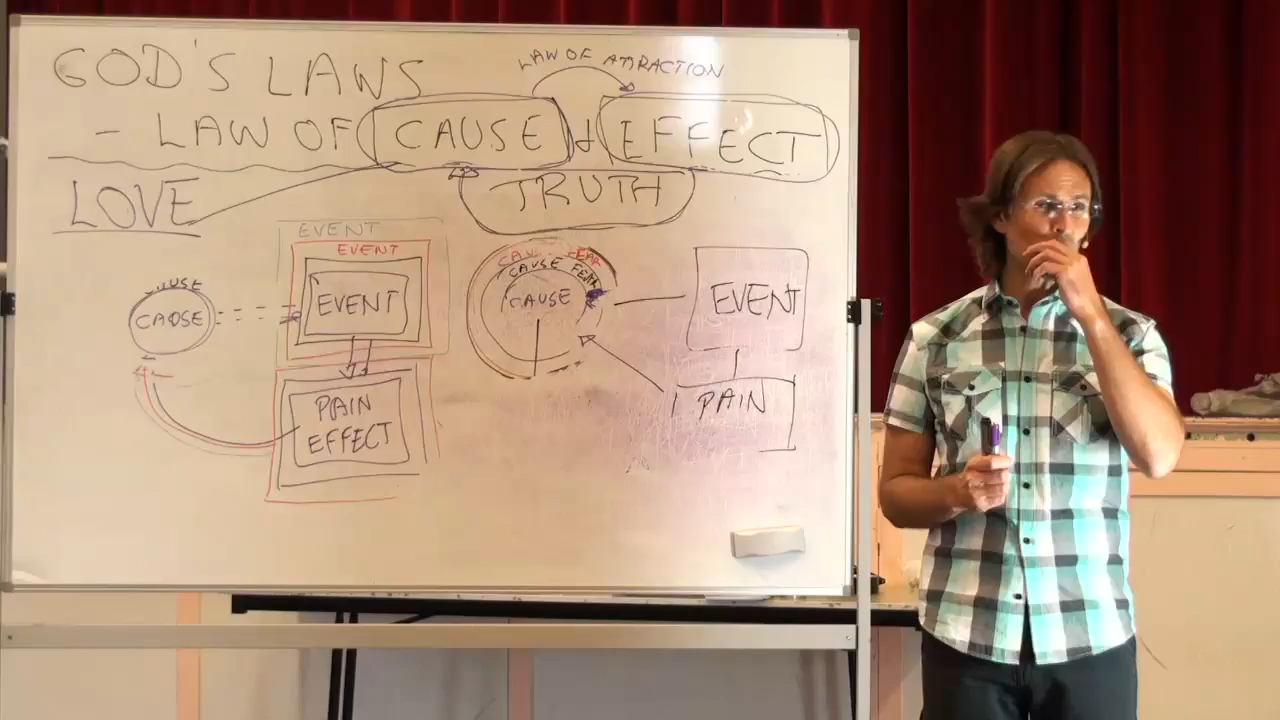 GOD'S LAWS
LAW OF ATTRACTION
- LAW OF CAUSE & EFFECT
LOVE
TRUTH
EVENT
EVENT
EVENT
CAUSE
PAIN
EFFECT
CAUSE FEAR
CAUSE
EVENT
PAIN